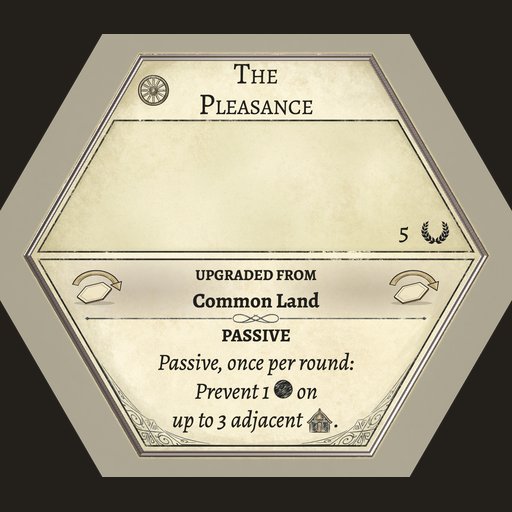 The
Pleasance
5
UPGRADED FROM
Common Land
PASSIVE
Passive, once per round:
Prevent 1 on
up to 3 adjacent .